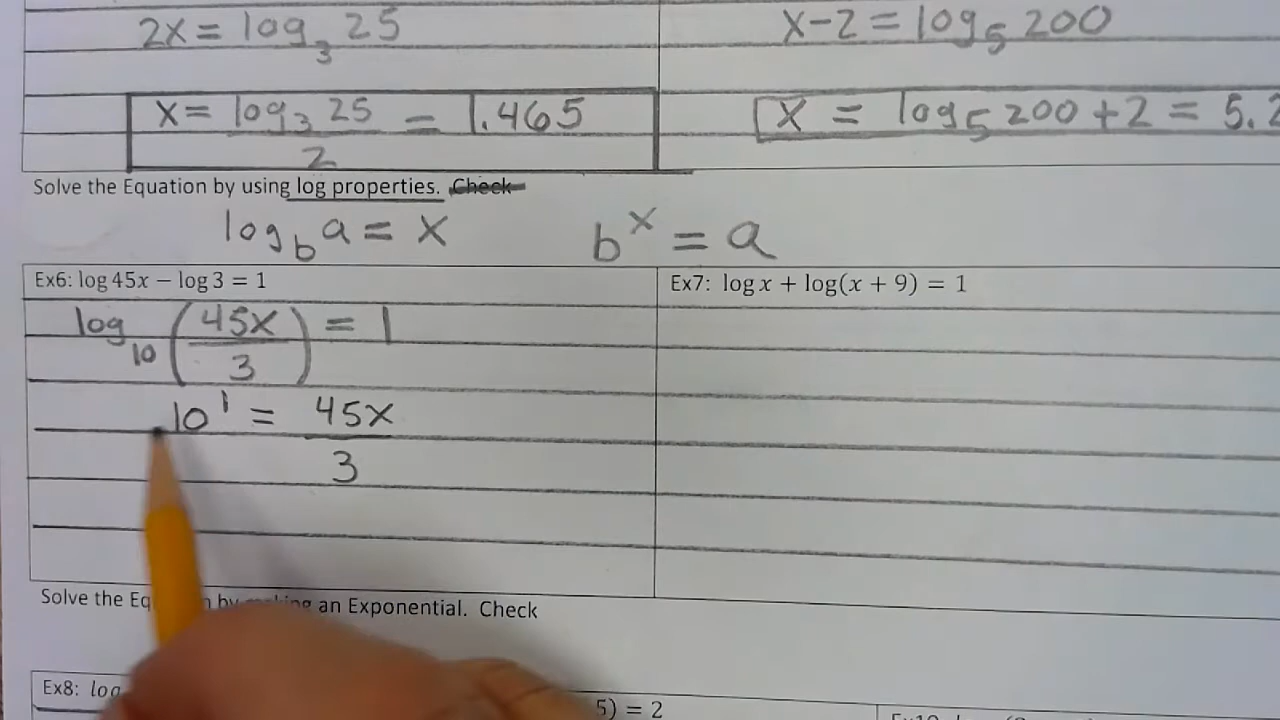 2x = log₃ 25
x-2 = log₅ 200
x = log₃ 25 / 2 = 1.465
x = log₅ 200 + 2 = 5.2
Solve the Equation by using log properties. Check
log_b a = x
b^x = a
Ex6: log 45x − log 3 = 1
Ex7: log x + log(x + 9) = 1
log₁₀ (45x / 3) = 1
10¹ = 45x / 3
Solve the Eq an Exponential. Check
Ex8: log
5) = 2